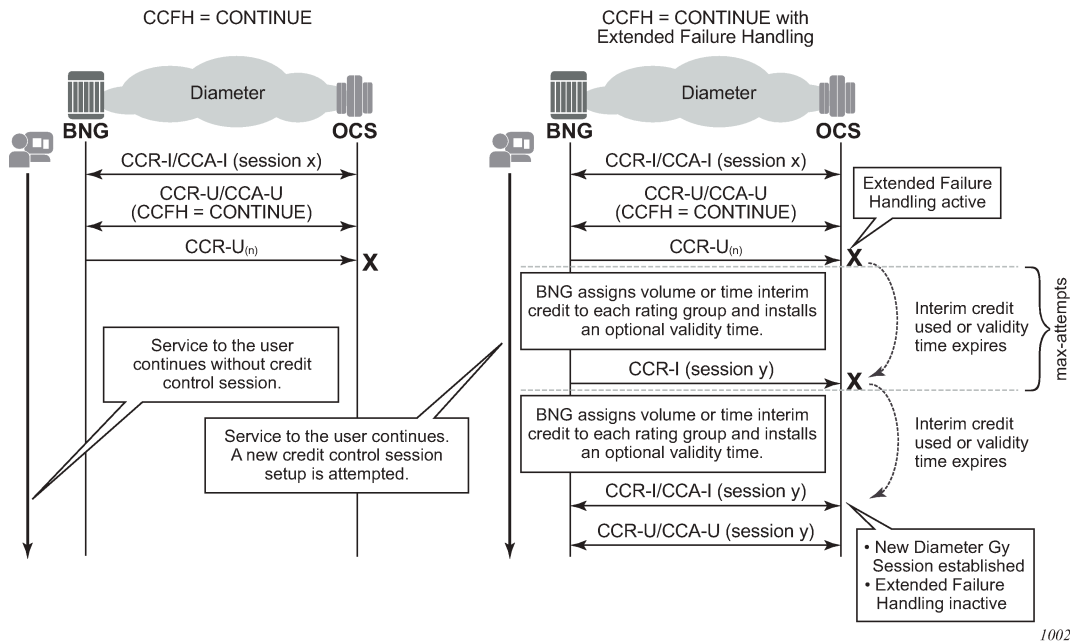 CCFH = CONTINUE
Diameter
BNG
OCS
CCR-I/CCA-I (session x)
CCR-U/CCA-U
(CCFH = CONTINUE)
CCR-U(n)
X
Service to the user
continues without credit
control session.
CCFH = CONTINUE with
Extended Failure Handling
Diameter
BNG
OCS
CCR-I/CCA-I (session x)
CCR-U/CCA-U
(CCFH = CONTINUE)
Extended Failure
Handling active
CCR-U(n)
X
BNG assigns volume or time interim
credit to each rating group and installs
an optional validity time.
Interim credit
used or validity
time expires
max-attempts
CCR-I (session y)
X
Service to the user continues.
A new credit control session
setup is attempted.
BNG assigns volume or time interim
credit to each rating group and installs
an optional validity time.
Interim credit
used or validity
time expires
CCR-I/CCA-I (session y)
CCR-U/CCA-U (session y)
• New Diameter Gy
Session established
• Extended Failure
Handling inactive
1002